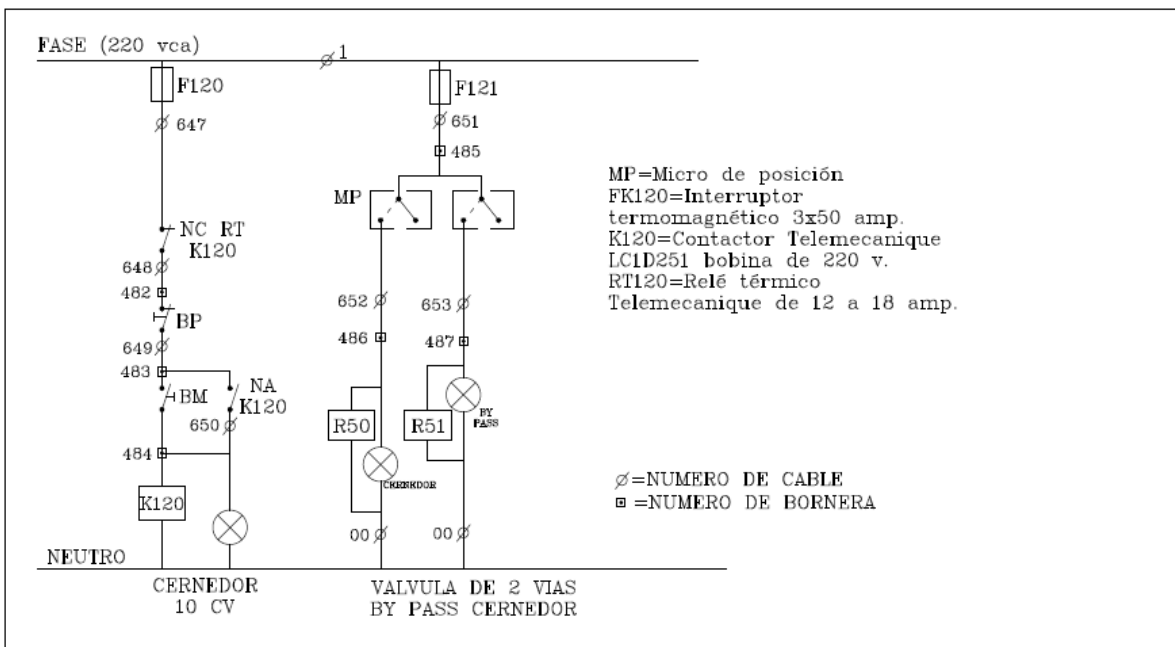 FASE (220 vca)
1
F120
F121
647
651
485
MP
NC RT
K120
648
482
BP
649
483
BM
NA
K120
650
484
K120
652
653
486
487
R50
R51
BY
PASS
CERNEDOR
00
00
NEUTRO
CERNEDOR
10 CV
VALVULA DE 2 VIAS
BY PASS CERNEDOR
MP=Micro de posición
FK120=Interruptor
termomagnético 3x50 amp.
K120=Contactor Telemecanique
LC1D251 bobina de 220 v.
RT120=Relé térmico
Telemecanique de 12 a 18 amp.
=NUMERO DE CABLE
=NUMERO DE BORNERA